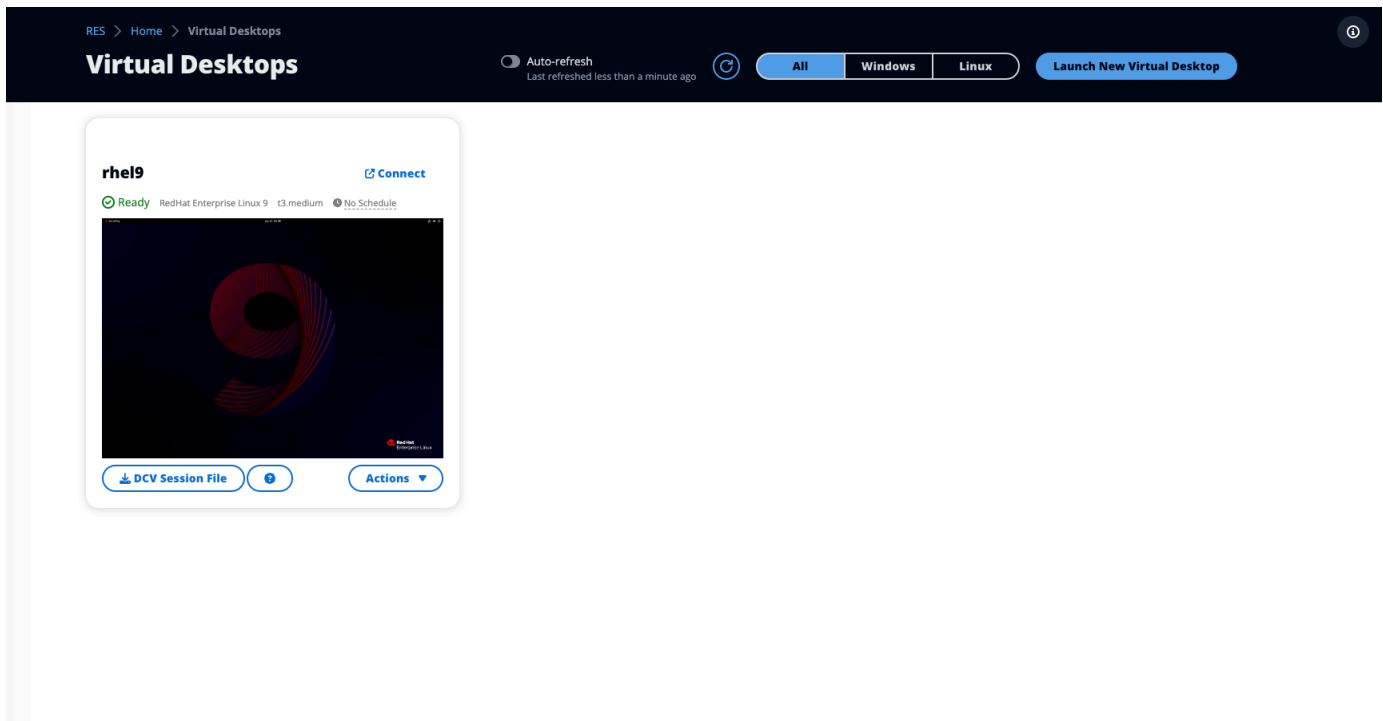 RES > Home > Virtual Desktops
Virtual Desktops
Auto-refresh
Last refreshed less than a minute ago
All
Windows
Linux
Launch New Virtual Desktop
rhel9
Connect
Ready
RedHat Enterprise Linux 9
t3.medium
No Schedule
Red Hat
Enterprise Linux
DCV Session File
Actions